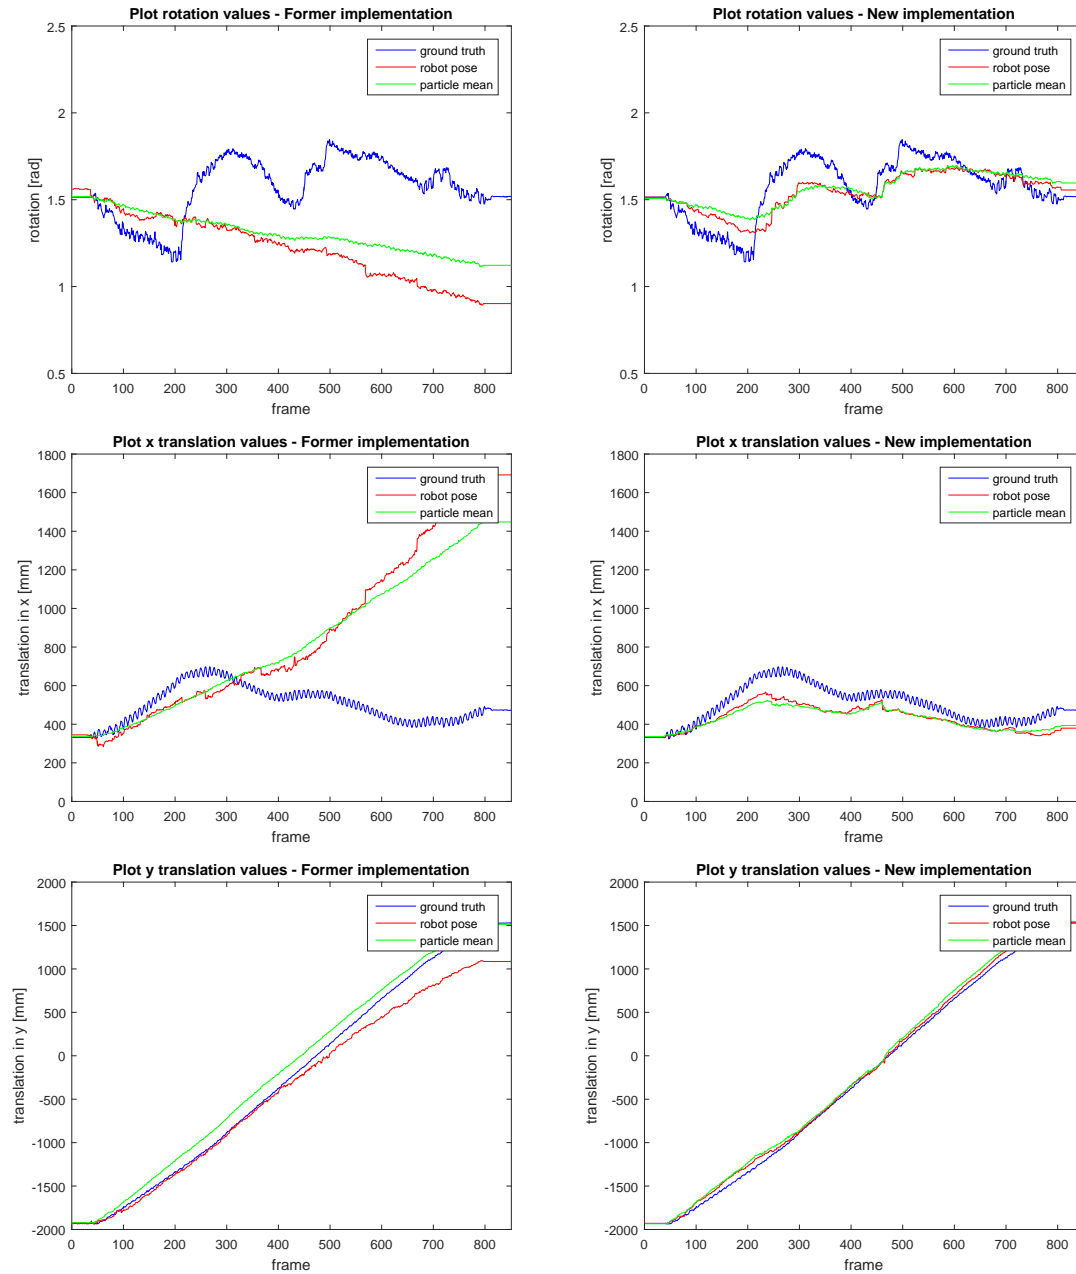 Plot rotation values - Former implementation
2.5
2
1.5
1
0.5
rotation [rad]
ground truth
robot pose
particle mean
0 100 200 300 400 500 600 700 800
frame
Plot rotation values - New implementation
2.5
2
1.5
1
0.5
rotation [rad]
ground truth
robot pose
particle mean
0 100 200 300 400 500 600 700 800
frame
Plot x translation values - Former implementation
1800
1600
1400
1200
1000
800
600
400
200
0
translation in x [mm]
ground truth
robot pose
particle mean
0 100 200 300 400 500 600 700 800
frame
Plot x translation values - New implementation
1800
1600
1400
1200
1000
800
600
400
200
0
translation in x [mm]
ground truth
robot pose
particle mean
0 100 200 300 400 500 600 700 800
frame
Plot y translation values - Former implementation
2000
1500
1000
500
0
-500
-1000
-1500
-2000
translation in y [mm]
ground truth
robot pose
particle mean
0 100 200 300 400 500 600 700 800
frame
Plot y translation values - New implementation
2000
1500
1000
500
0
-500
-1000
-1500
-2000
translation in y [mm]
ground truth
robot pose
particle mean
0 100 200 300 400 500 600 700 800
frame